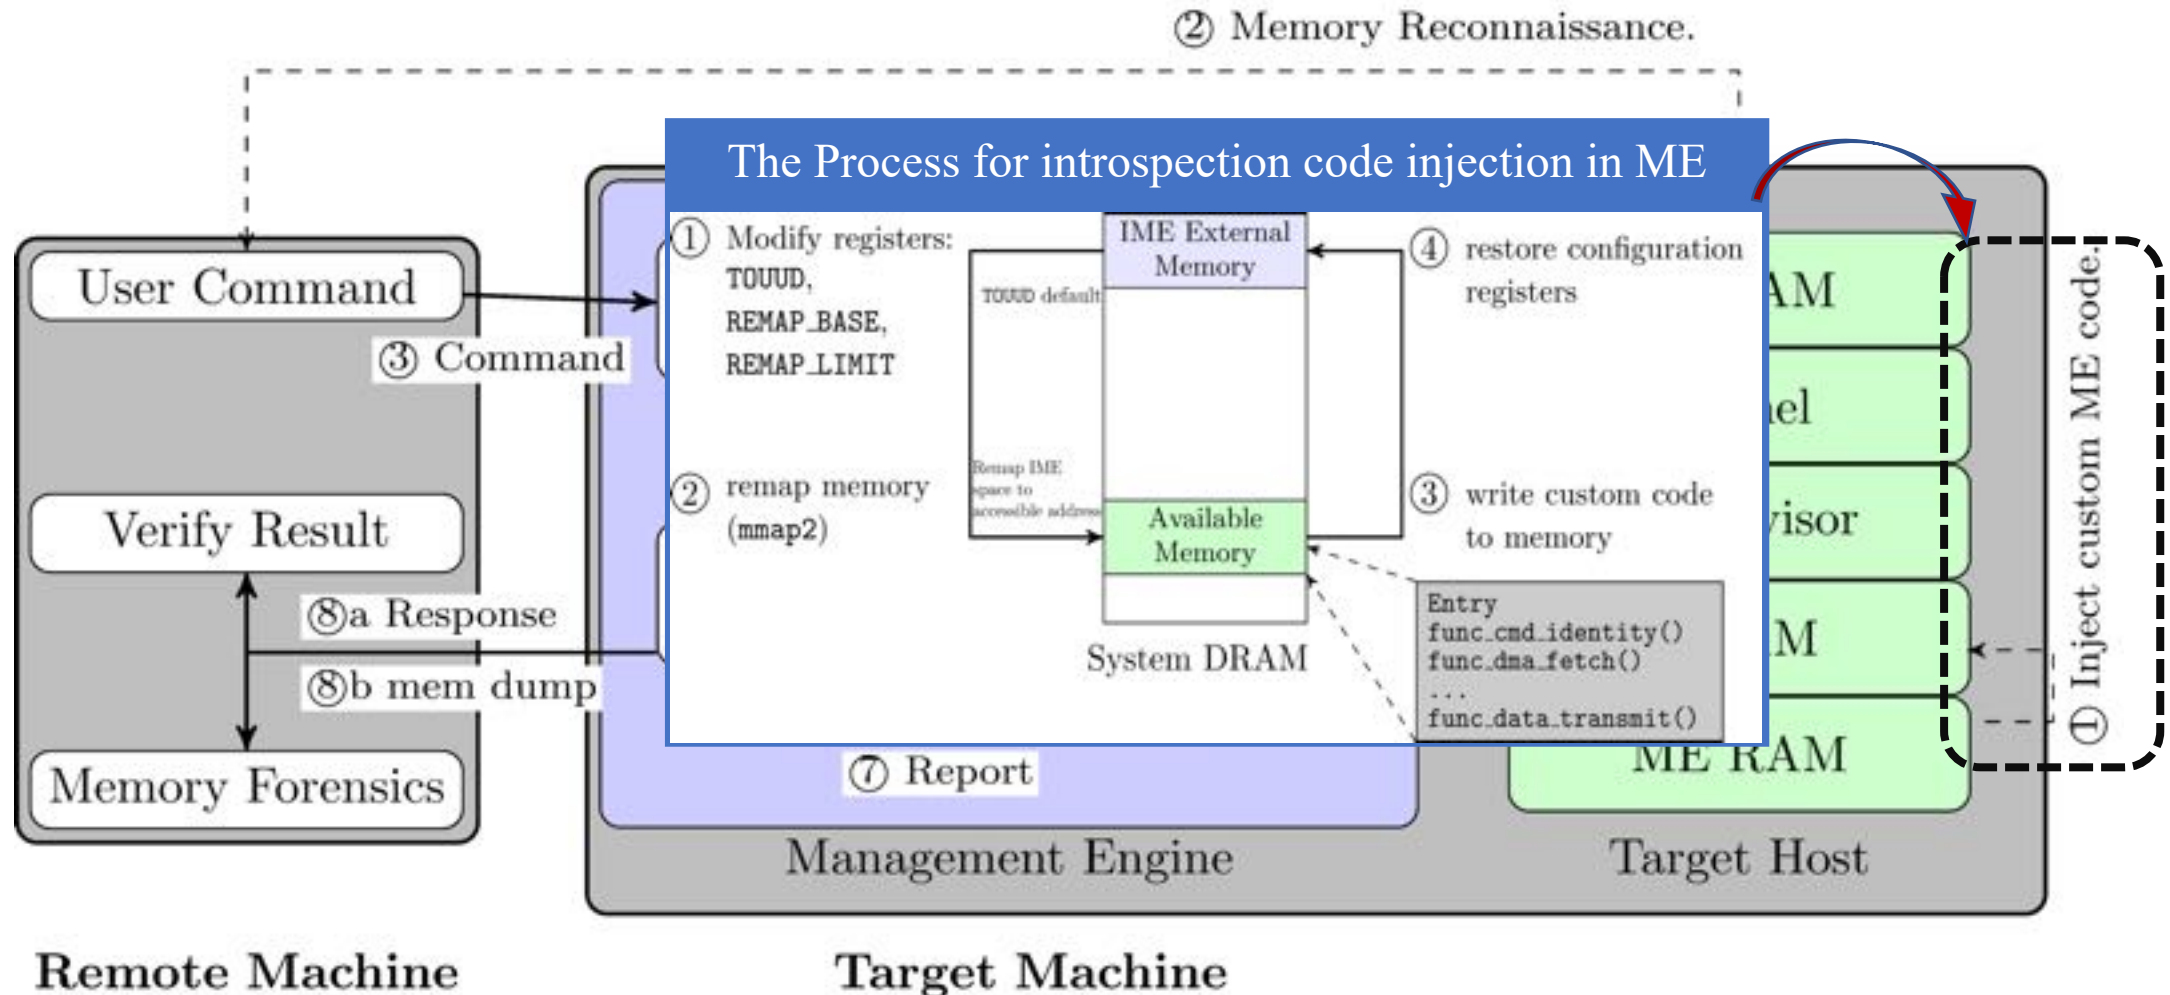 ② Memory Reconnaissance.
The Process for introspection code injection in ME
User Command
③ Command
Verify Result
⑧a Response
⑧b mem dump
Memory Forensics
Remote Machine
① Modify registers:
TOUUD,
REMAP_BASE,
REMAP_LIMIT
② remap memory
(mmap2)
TOUUD default
Remap IME
space to
accessible address
IME External
Memory
Available
Memory
System DRAM
④ restore configuration
registers
③ write custom code
to memory
Entry
func_cmd_identity()
func_dma_fetch()
...
func_data_transmit()
⑦ Report
Management Engine
Target Machine
AM
el
visor
M
ME RAM
Target Host
① Inject custom ME code.